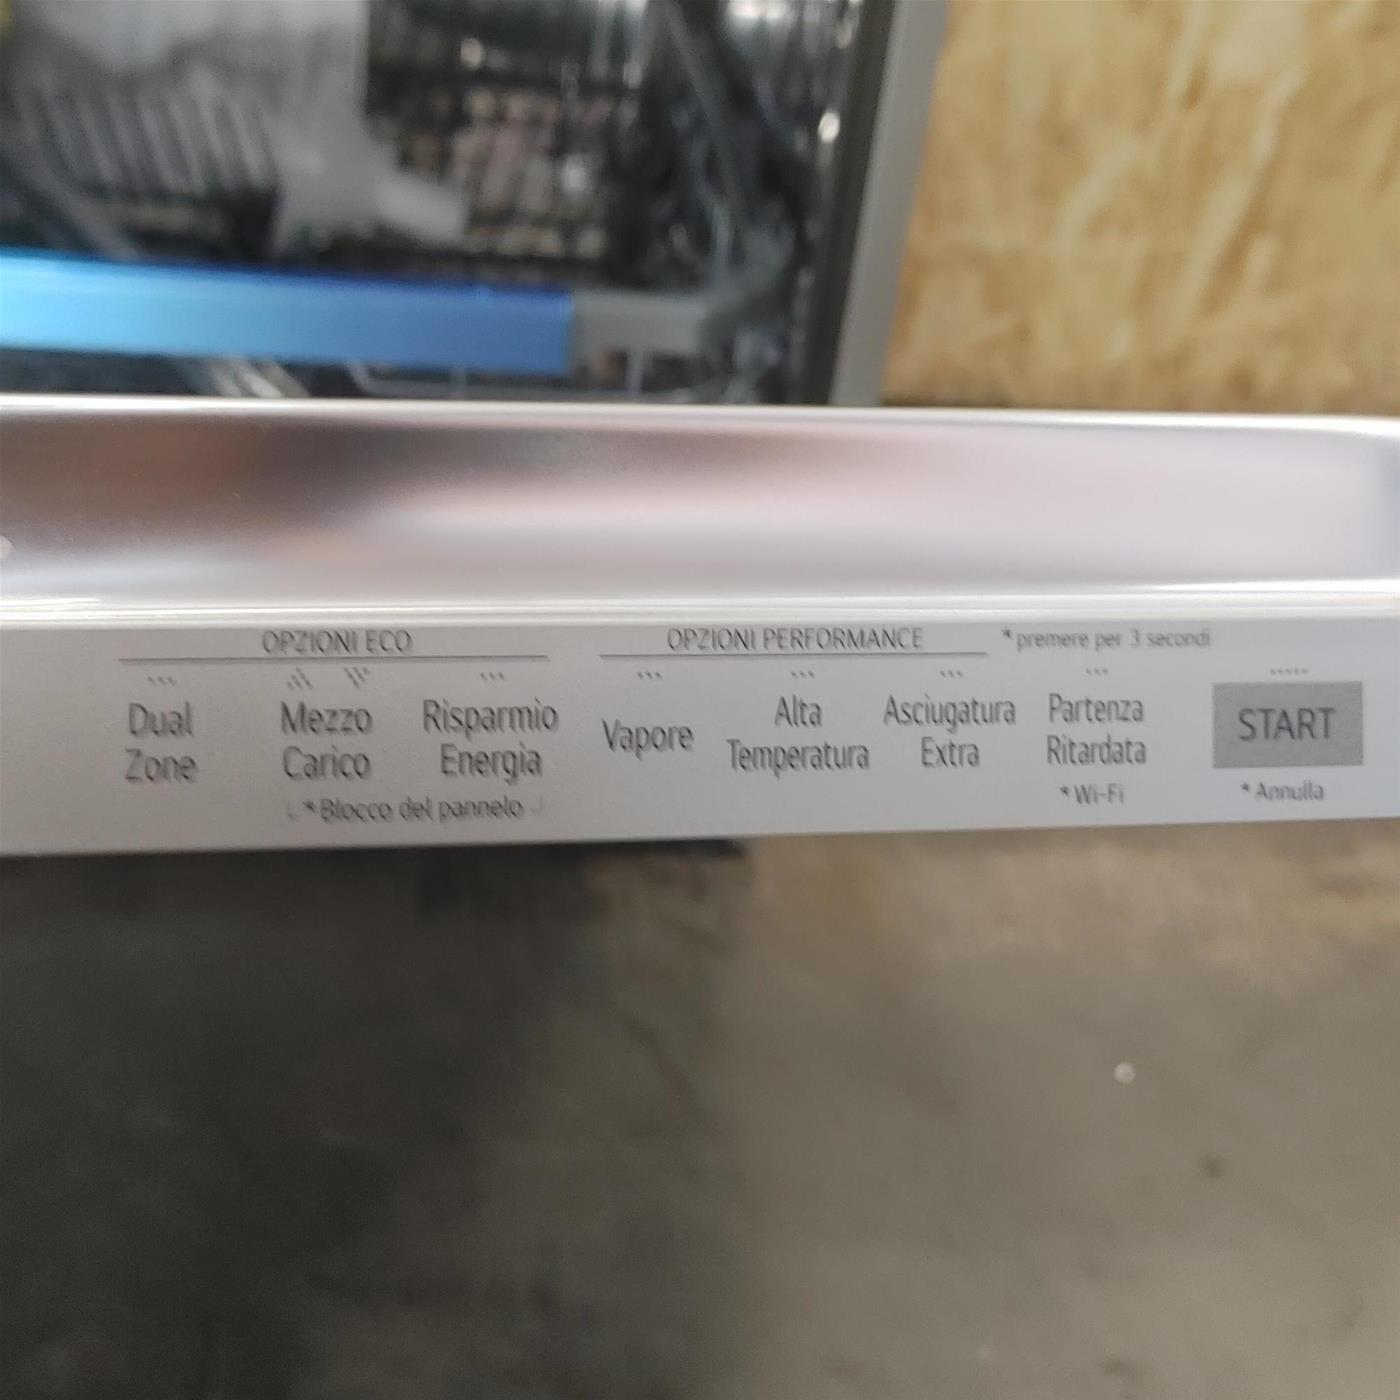 OPZIONI ECO
OPZIONI PERFORMANCE
* premere per 3 secondi
Dual
Zone
Mezzo
Carico
Risparmio
Energia
Vapore
Alta
Temperatura
Asciugatura
Extra
Partenza
Ritardata
START
* Blocco del pannelo
* Wi-Fi
* Annulla